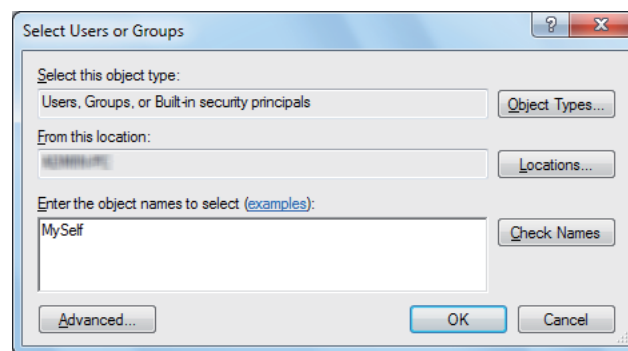 Select Users or Groups
Select this object type:
Users, Groups, or Built-in security principals
Object Types...
From this location:
Locations...
Enter the object names to select (examples):
MySelf
Check Names
Advanced...
OK
Cancel